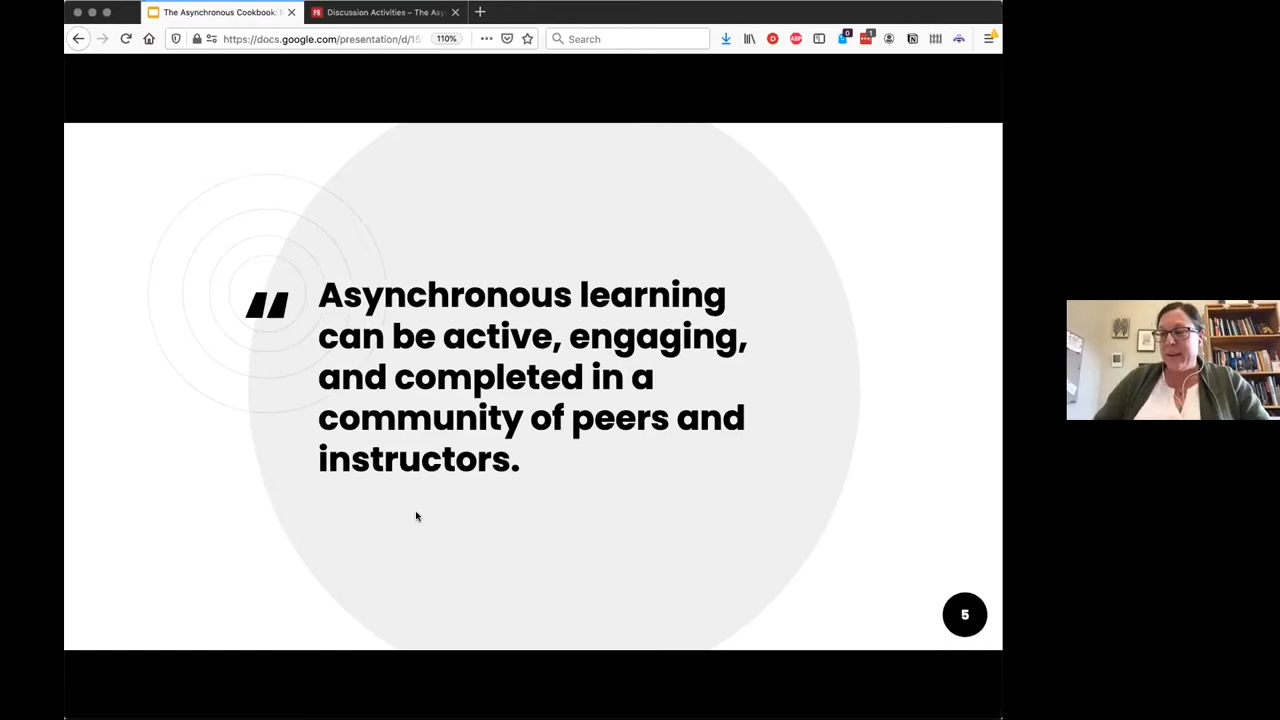 The Asynchronous Cookbook:
Discussion Activities – The Asy
https://docs.google.com/presentation/d/15
110%
Search
“
Asynchronous learning
can be active, engaging,
and completed in a
community of peers and
instructors.
5